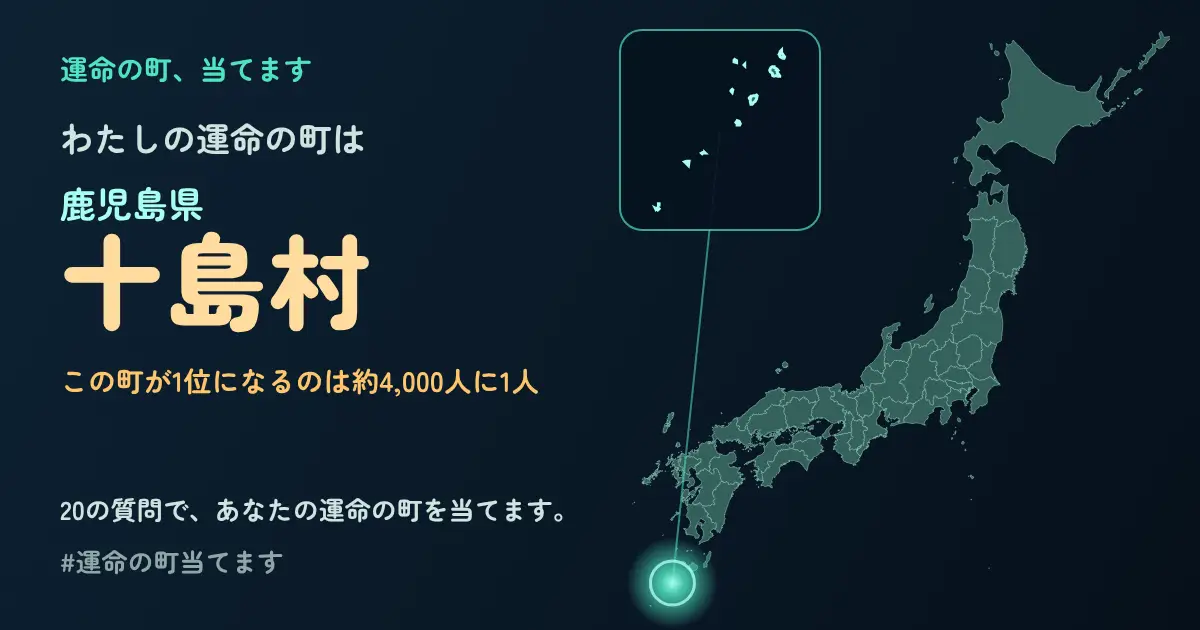 運命の町、当てます
わたしの運命の町は
鹿児島県
十島村
この町が1位になるのは約4,000人に1人
20の質問で、あなたの運命の町を当てます。
#運命の町当てます